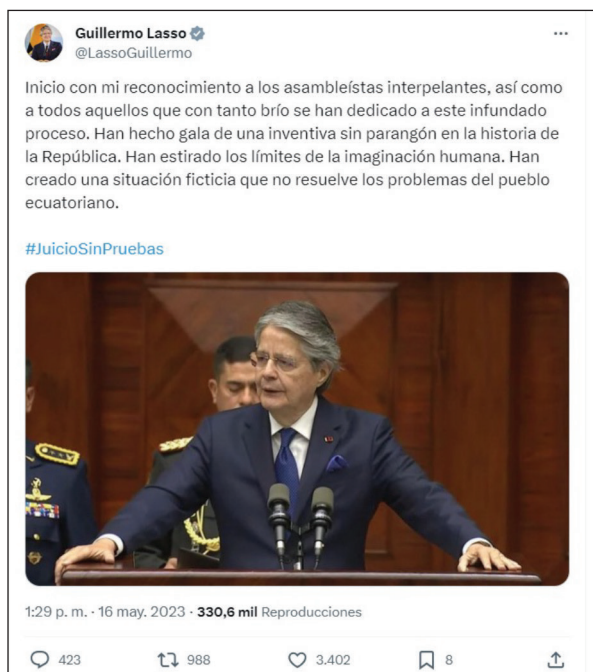 Guillermo Lasso
@LassoGuillermo
Inicio con mi reconocimiento a los asambleístas interpelantes, así como
a todos aquellos que con tanto brío se han dedicado a este infundado
proceso. Han hecho gala de una inventiva sin parangón en la historia de
la República. Han estirado los límites de la imaginación humana. Han
creado una situación ficticia que no resuelve los problemas del pueblo
ecuatoriano.
#JuicioSinPruebas
1:29 p. m. · 16 may. 2023 · 330,6 mil Reproducciones
423 988 3.402 8